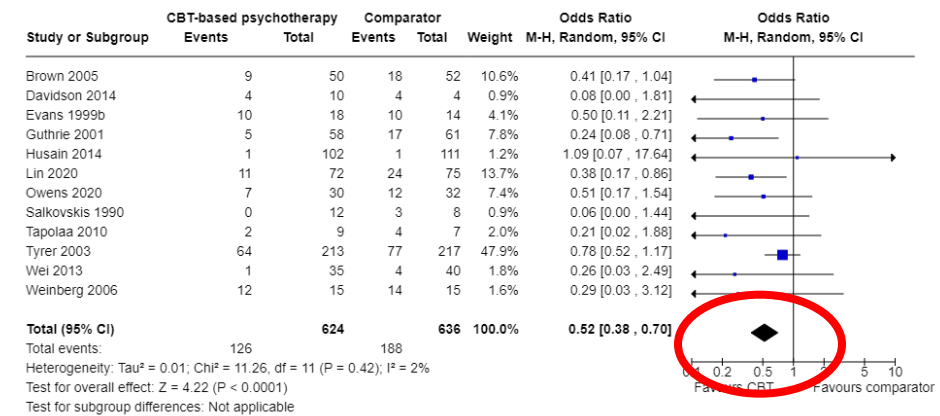 CBT-based psychotherapy Comparator Odds Ratio Odds Ratio
Study or Subgroup Events Total Events Total Weight M-H, Random, 95% CI M-H, Random, 95% CI
Brown 2005 9 50 18 52 10.6% 0.41 [0.17 , 1.04]
Davidson 2014 4 10 4 4 0.9% 0.08 [0.00 , 1.81]
Evans 1999b 10 18 10 14 4.1% 0.50 [0.11 , 2.21]
Guthrie 2001 5 58 17 61 7.8% 0.24 [0.08 , 0.71]
Husain 2014 1 102 1 111 1.2% 1.09 [0.07 , 17.64]
Lin 2020 11 72 24 75 13.7% 0.38 [0.17 , 0.86]
Owens 2020 7 30 12 32 7.4% 0.51 [0.17 , 1.54]
Salkovskis 1990 0 12 3 8 0.9% 0.06 [0.00 , 1.44]
Tapolaa 2010 2 9 4 7 2.0% 0.21 [0.02 , 1.88]
Tyrer 2003 64 213 77 217 47.9% 0.78 [0.52 , 1.17]
Wei 2013 1 35 4 40 1.8% 0.26 [0.03 , 2.49]
Weinberg 2006 12 15 14 15 1.6% 0.29 [0.03 , 3.12]
Total (95% CI) 624 636 100.0% 0.52 [0.38 , 0.70]
Total events: 126 188
Heterogeneity: Tau² = 0.01; Chi² = 11.26, df = 11 (P = 0.42); I² = 2% 0.1 0.2 0.5 1 2 5 10
Test for overall effect: Z = 4.22 (P < 0.0001) Favours CBT Favours comparator
Test for subgroup differences: Not applicable